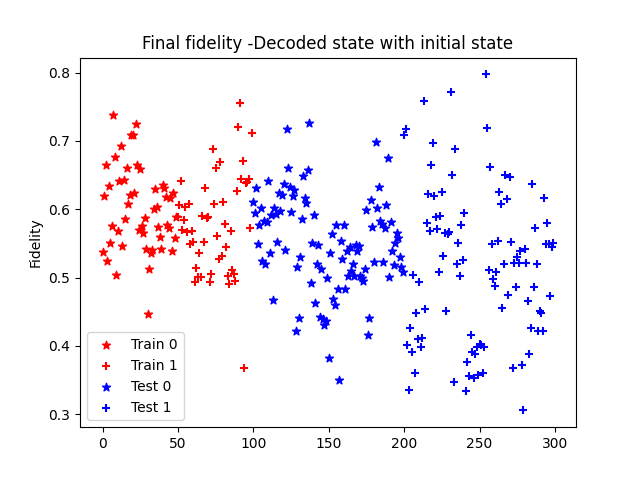 Final fidelity -Decoded state with initial state
0.8
0.7
0.6
0.5
0.4
0.3
Fidelity
Train 0
Train 1
Test 0
Test 1
0 50 100 150 200 250 300